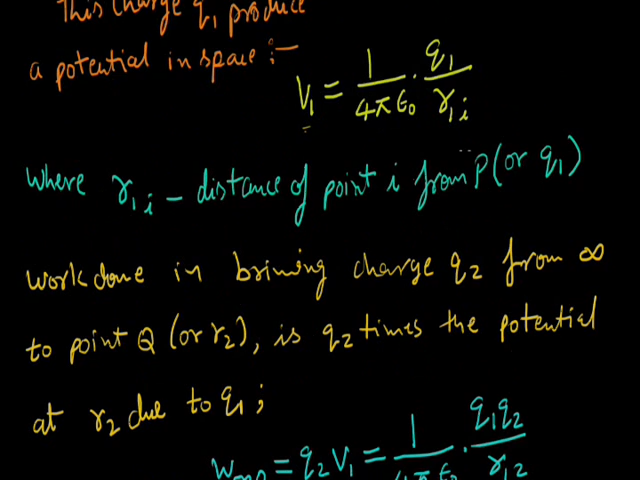 This charge q₁ produce
a potential in space :-
V₁ = 1/4πϵ₀ · q₁/r₁ᵢ
where r₁ᵢ - distance of point i from P (or q₁)
work done in brining charge q₂ from ∞
to point Q (or r₂), is q₂ times the potential
at r₂ due to q₁ ;
= q₂V₁ = 1/4πϵ₀ · q₁q₂/r₁₂